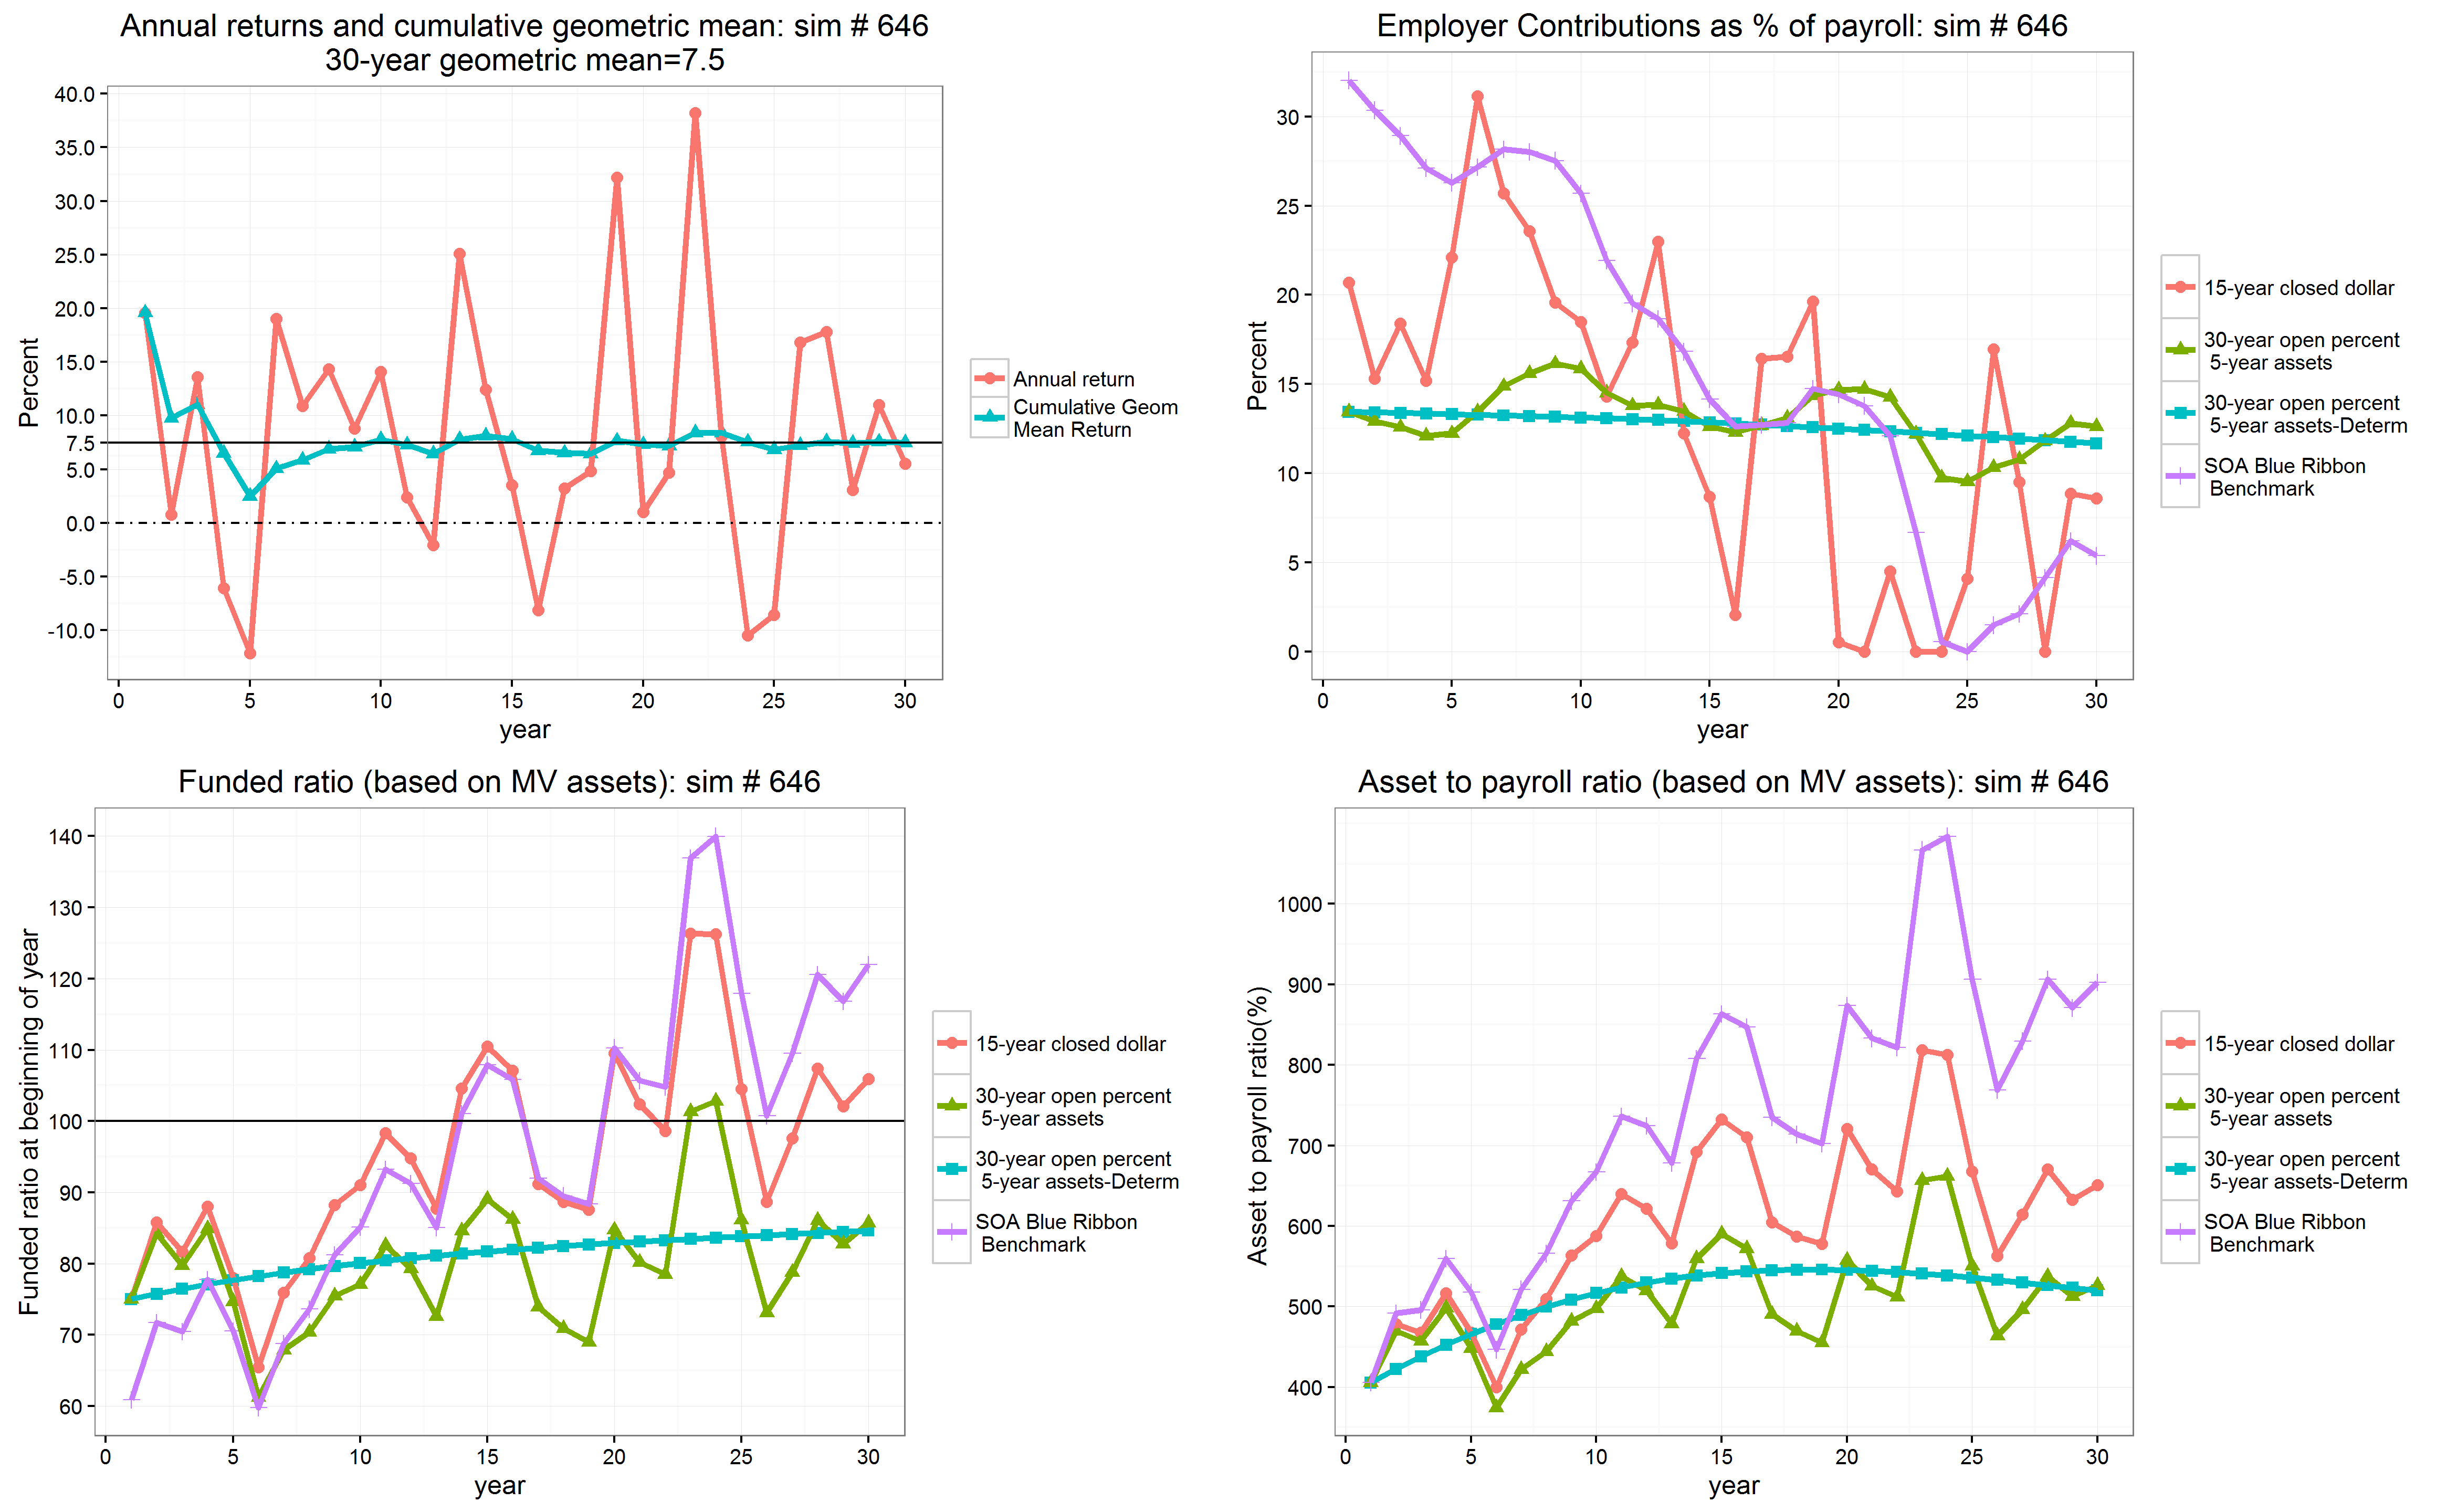 Annual returns and cumulative geometric mean: sim # 646
30-year geometric mean=7.5
40.0
35.0
30.0
25.0
20.0
15.0
10.0
7.5
5.0
0.0
-5.0
-10.0
Percent
0 5 10 15 20 25 30
year
Annual return
Cumulative Geom
Mean Return
Employer Contributions as % of payroll: sim # 646
30
25
20
15
10
5
0
Percent
0 5 10 15 20 25 30
year
15-year closed dollar
30-year open percent
5-year assets
30-year open percent
5-year assets-Determ
SOA Blue Ribbon
Benchmark
Funded ratio (based on MV assets): sim # 646
140
130
120
110
100
90
80
70
60
Funded ratio at beginning of year
0 5 10 15 20 25 30
year
15-year closed dollar
30-year open percent
5-year assets
30-year open percent
5-year assets-Determ
SOA Blue Ribbon
Benchmark
Asset to payroll ratio (based on MV assets): sim # 646
1000
900
800
700
600
500
400
Asset to payroll ratio(%)
0 5 10 15 20 25 30
year
15-year closed dollar
30-year open percent
5-year assets
30-year open percent
5-year assets-Determ
SOA Blue Ribbon
Benchmark